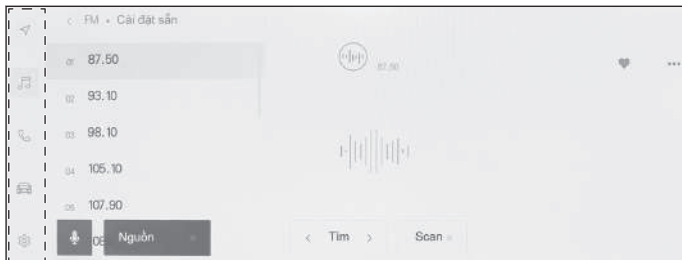 FM • Cài đặt sẵn
01 87.50
87.50
02 93.10
03 98.10
04 105.10
05 107.90
Nguồn
< Tìm >
Scan